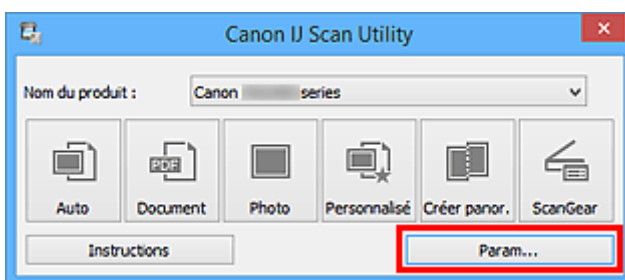 Canon IJ Scan Utility
Nom du produit : Canon series
Auto Document Photo Personnalisé Créer panor. ScanGear
PDF
Instructions Param...